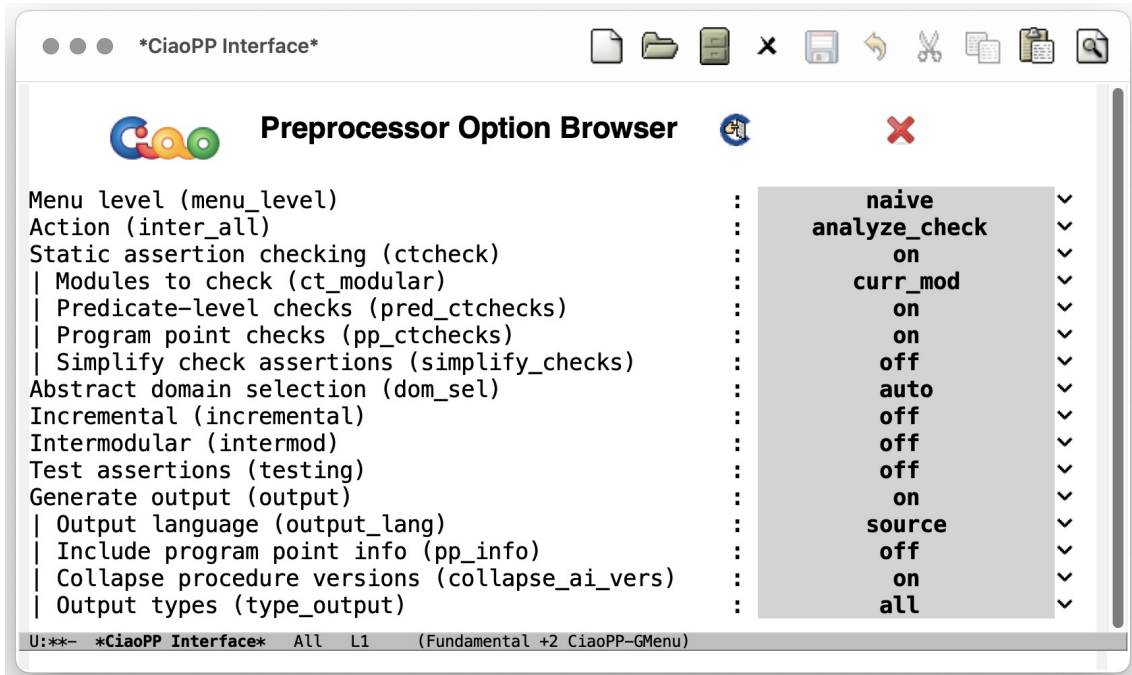 *CiaoPP Interface*
Ciao Preprocessor Option Browser
Menu level (menu_level) : naive
Action (inter_all) : analyze_check
Static assertion checking (ctcheck) : on
| Modules to check (ct_modular) : curr_mod
| Predicate-level checks (pred_ctchecks) : on
| Program point checks (pp_ctchecks) : on
| Simplify check assertions (simplify_checks) : off
Abstract domain selection (dom_sel) : auto
Incremental (incremental) : off
Intermodular (intermod) : off
Test assertions (testing) : off
Generate output (output) : on
| Output language (output_lang) : source
| Include program point info (pp_info) : off
| Collapse procedure versions (collapse_ai_vers) : on
| Output types (type_output) : all
U:**- *CiaoPP Interface* All L1 (Fundamental +2 CiaoPP-GMenu)